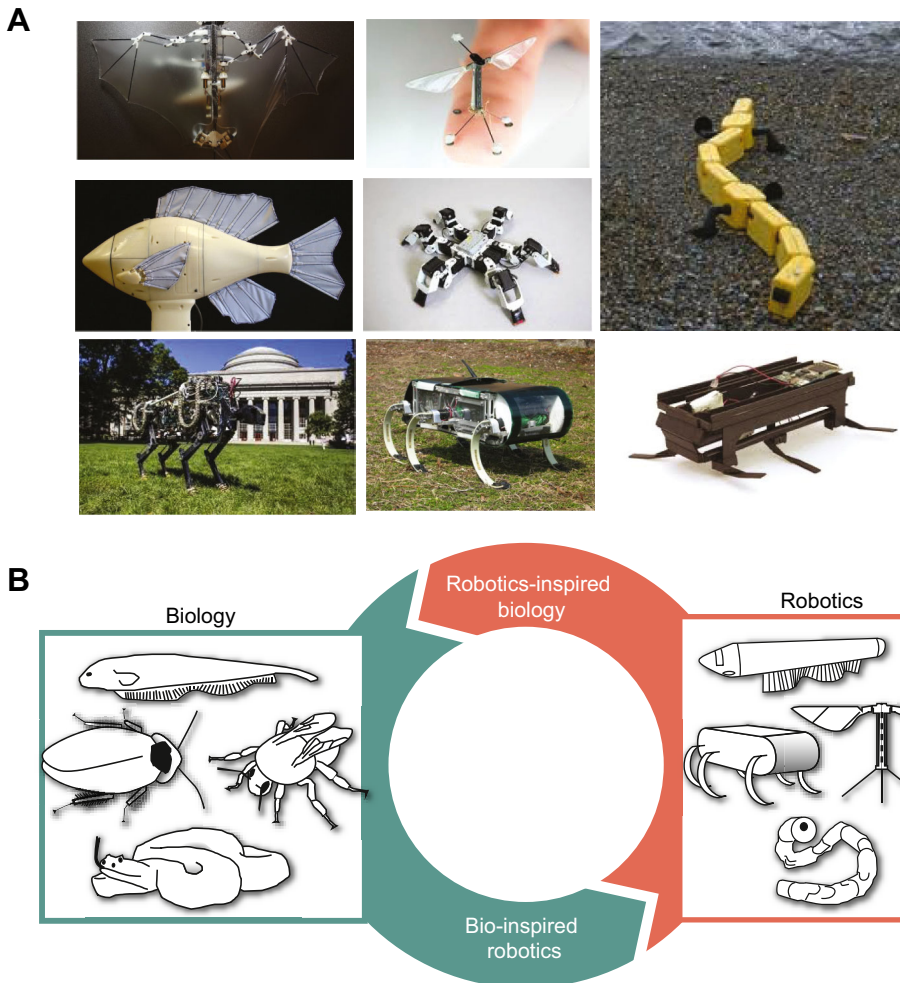 A
B
Biology
Robotics-inspired
biology
Robotics
Bio-inspired
robotics